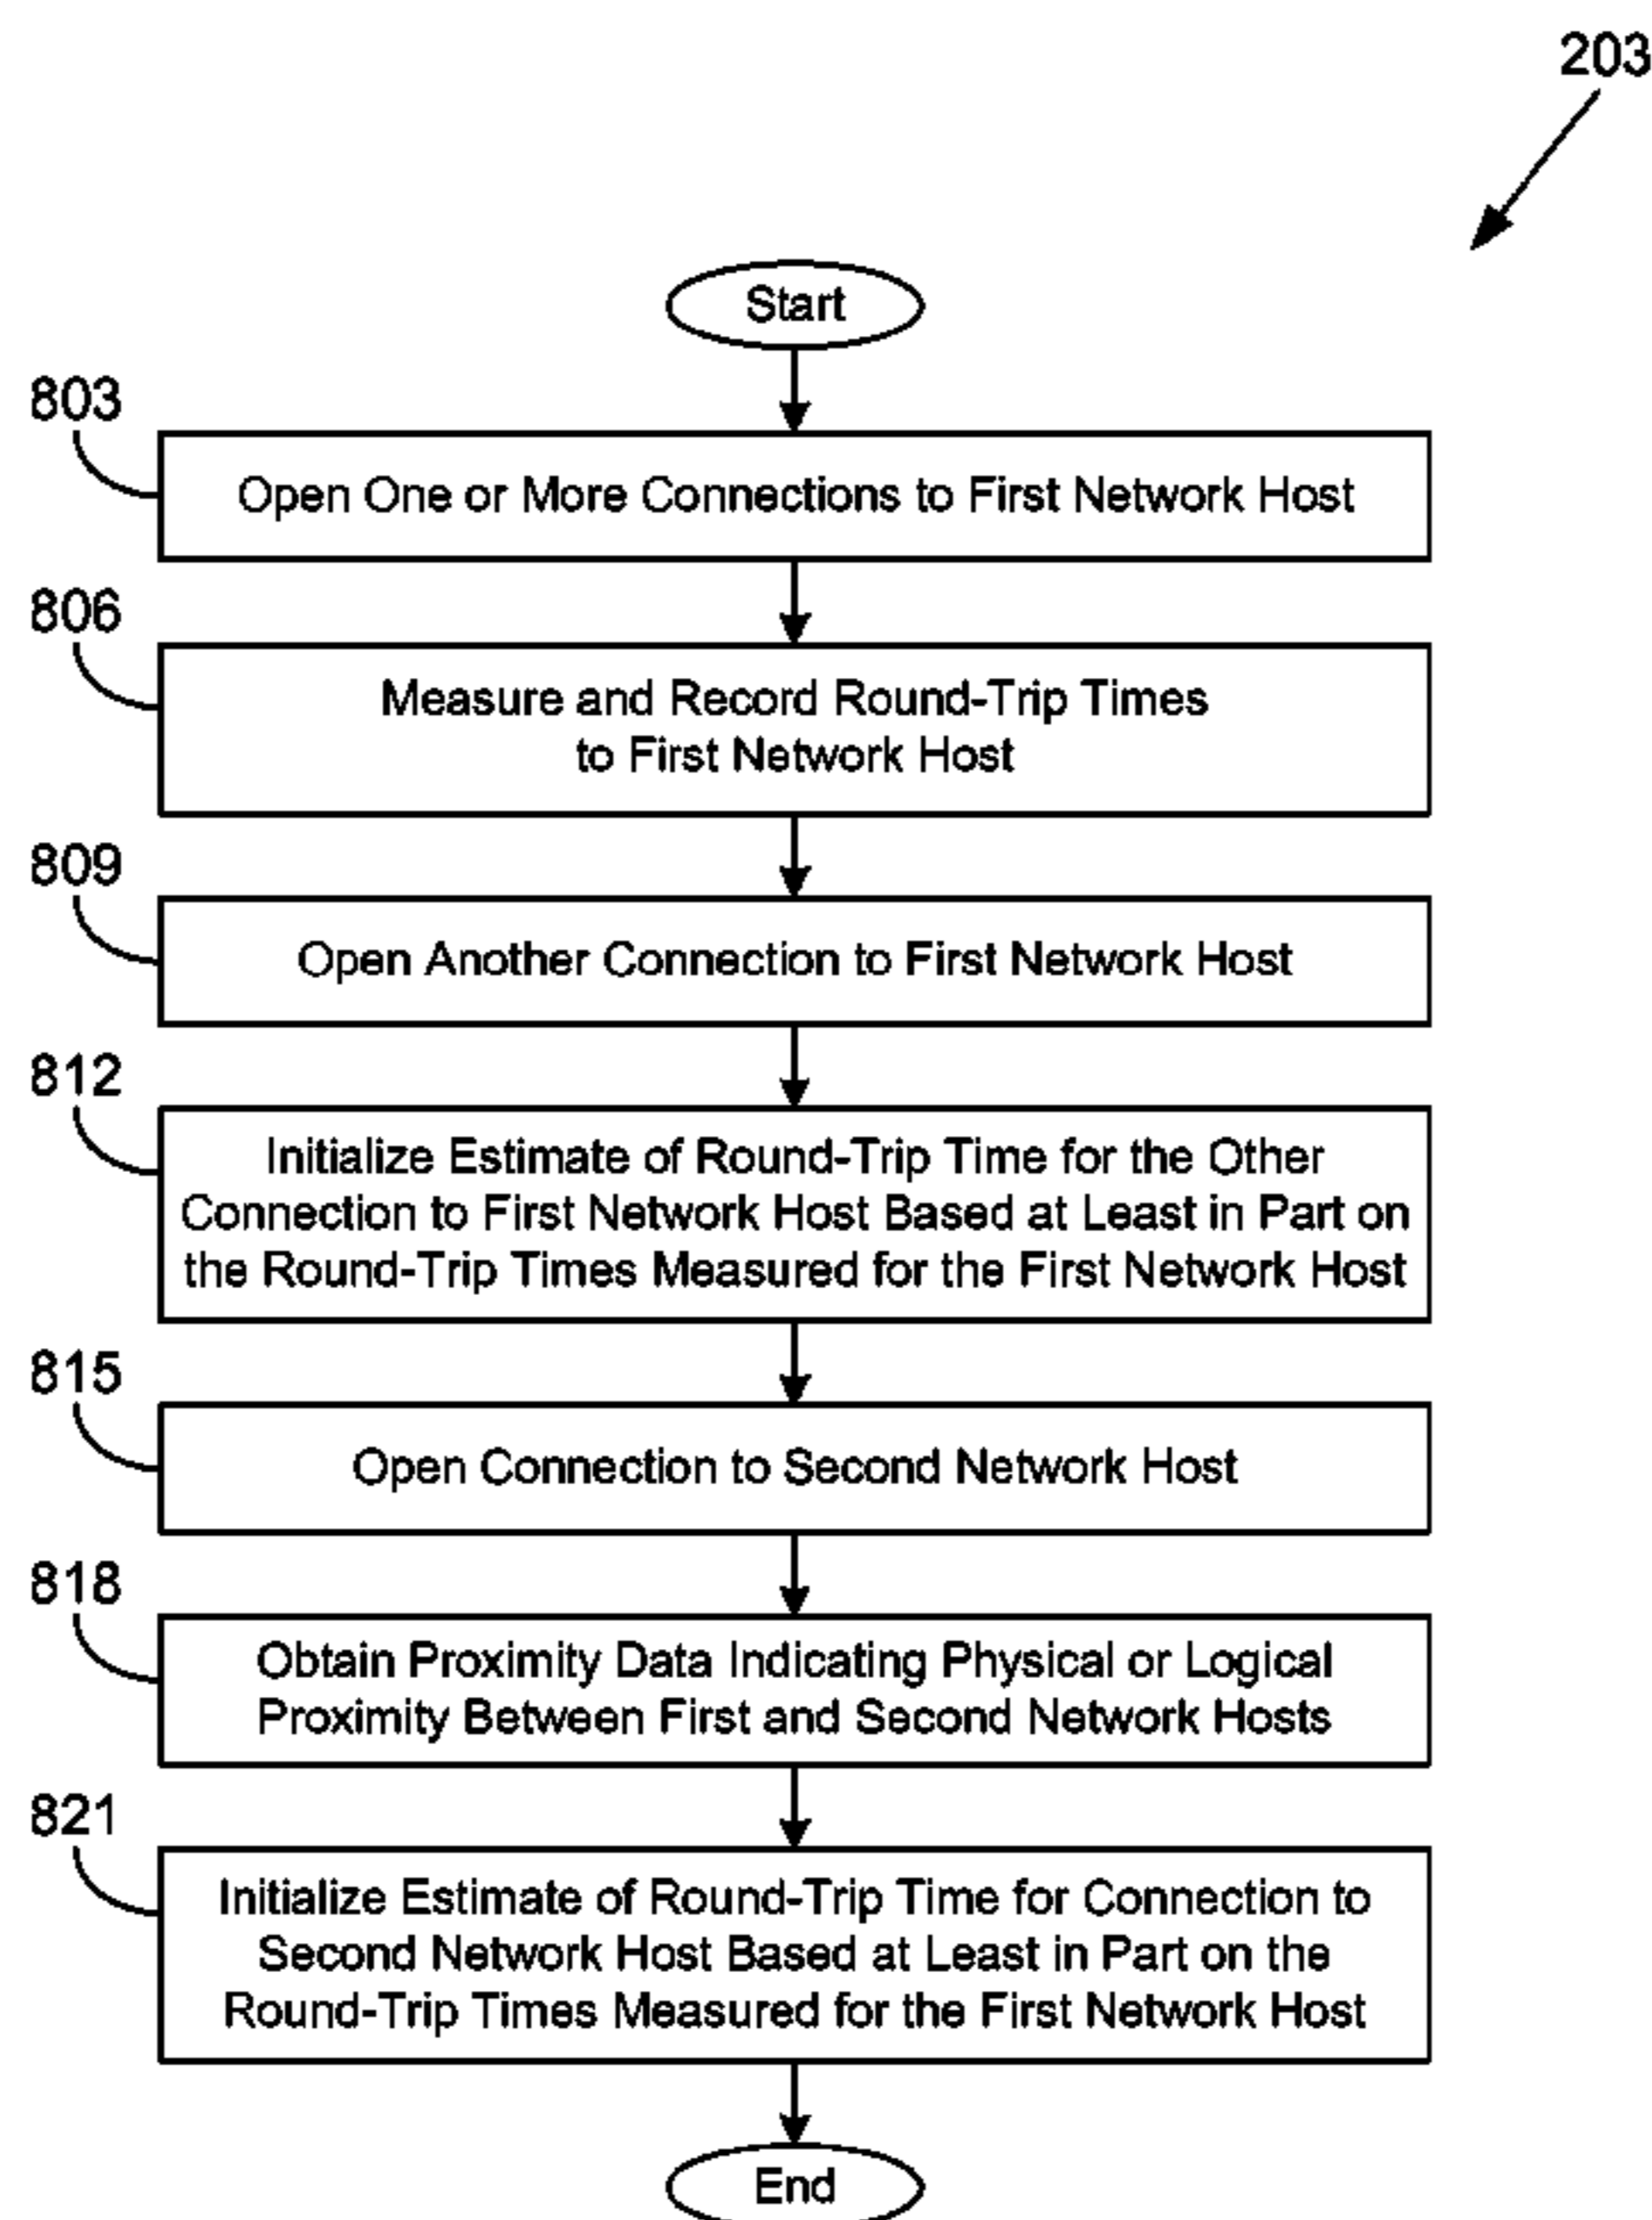 203
Start
803
Open One or More Connections to First Network Host
806
Measure and Record Round-Trip Times
to First Network Host
809
Open Another Connection to First Network Host
812
Initialize Estimate of Round-Trip Time for the Other
Connection to First Network Host Based at Least in Part on
the Round-Trip Times Measured for the First Network Host
815
Open Connection to Second Network Host
818
Obtain Proximity Data Indicating Physical or Logical
Proximity Between First and Second Network Hosts
821
Initialize Estimate of Round-Trip Time for Connection to
Second Network Host Based at Least in Part on the
Round-Trip Times Measured for the First Network Host
End